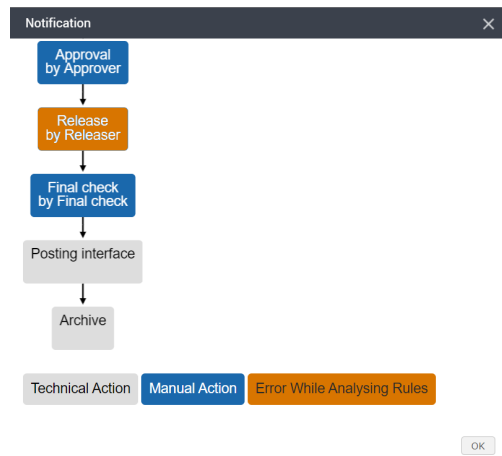 Notification
Approval
by Approver
Release
by Releaser
Final check
by Final check
Posting interface
Archive
Technical Action
Manual Action
Error While Analysing Rules
OK